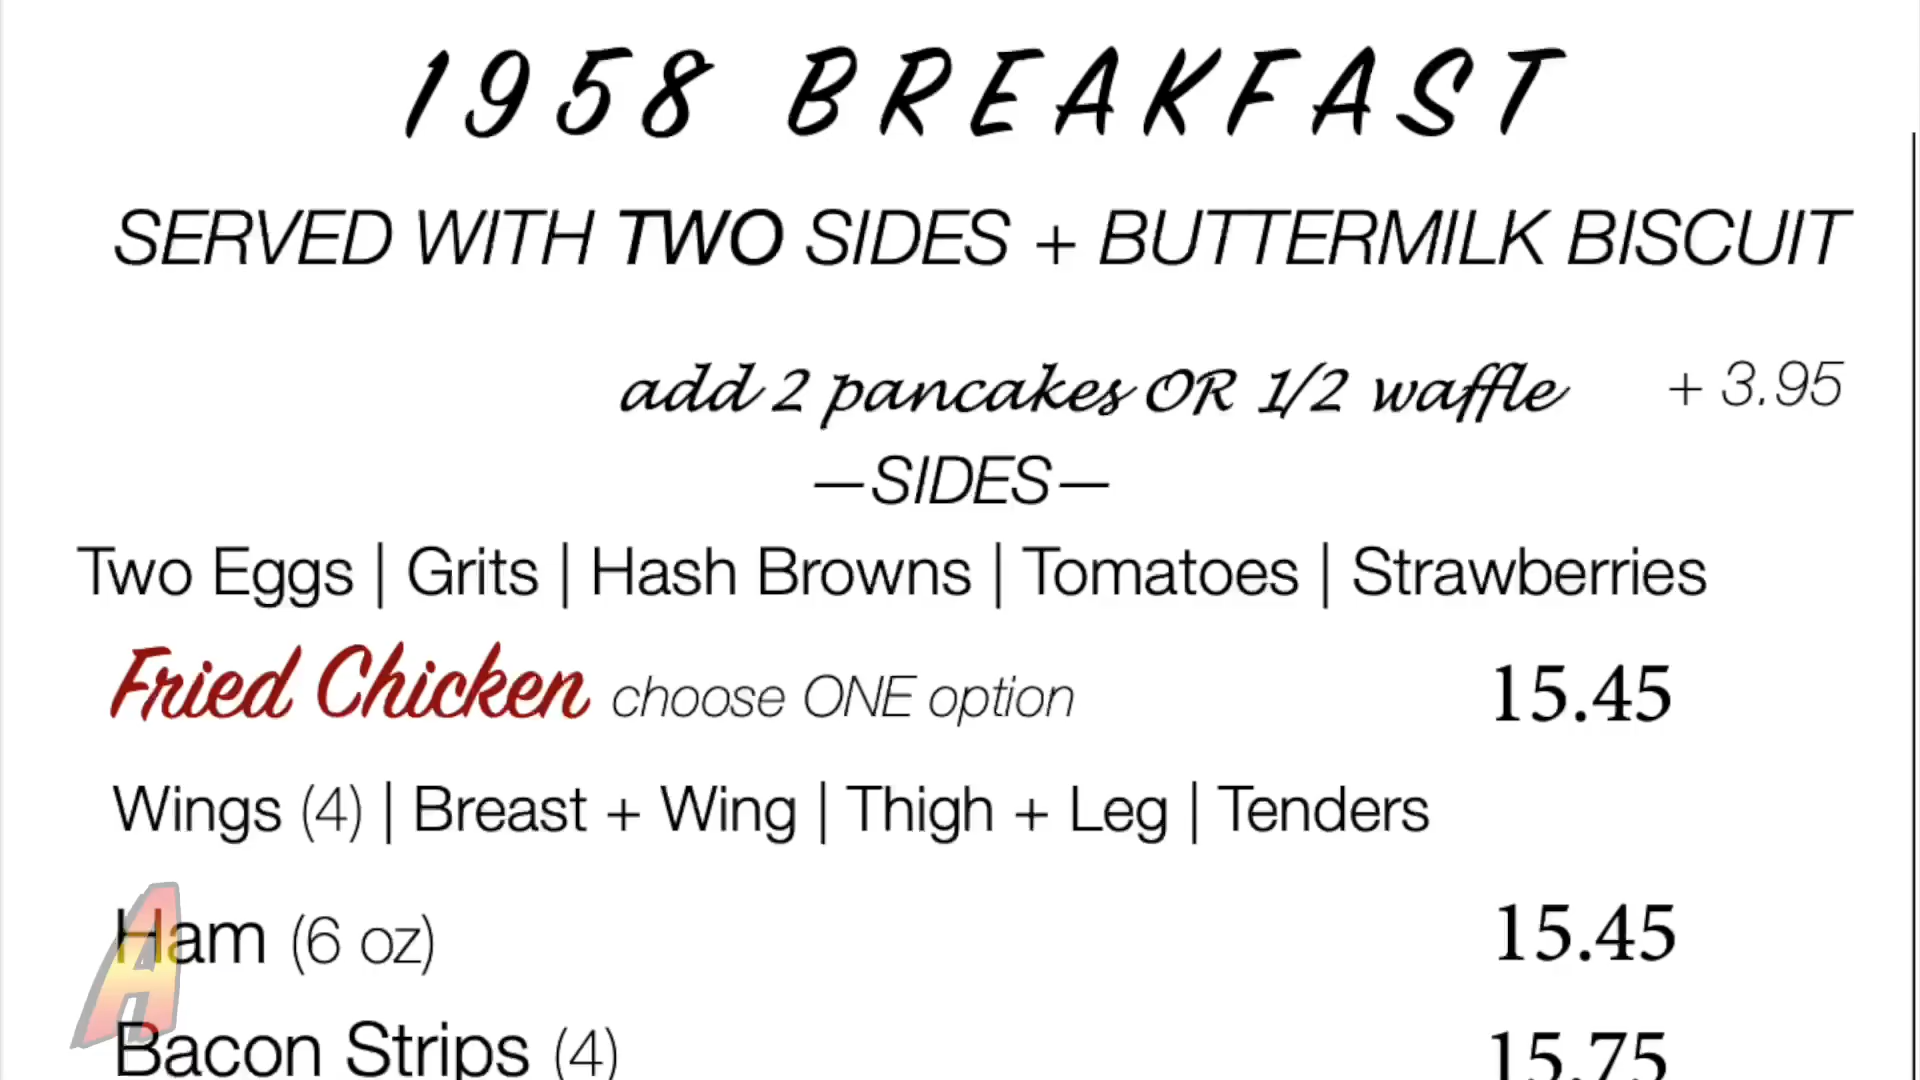 1958 BREAKFAST
SERVED WITH TWO SIDES + BUTTERMILK BISCUIT
add 2 pancakes OR 1/2 waffle + 3.95
—SIDES—
Two Eggs | Grits | Hash Browns | Tomatoes | Strawberries
Fried Chicken choose ONE option 15.45
Wings (4) | Breast + Wing | Thigh + Leg | Tenders
Ham (6 oz) 15.45
A
Bacon Strips (4) 15.75